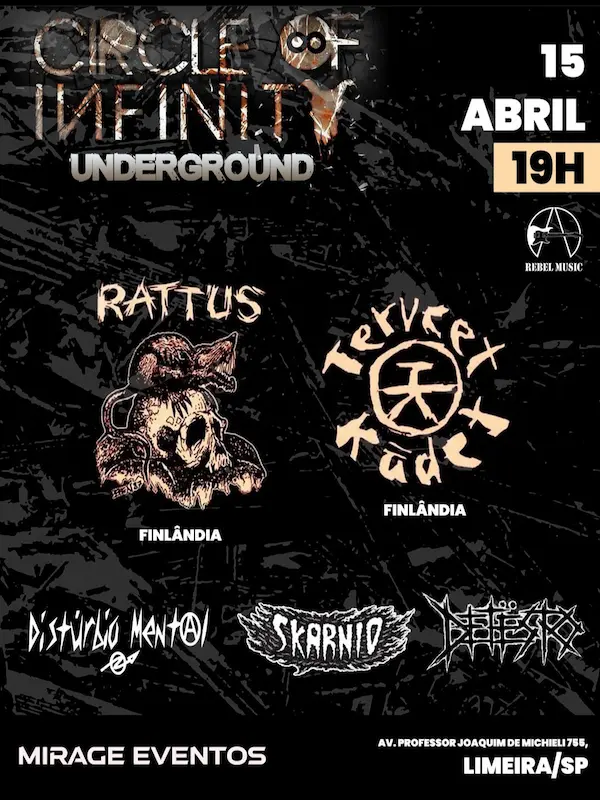 CIRCLE OF
INFINITY
UNDERGROUND
15
ABRIL
19H
REBEL MUSIC
RATTUS
FINLÂNDIA
Terveet
Kädet
FINLÂNDIA
Distúrbio Mental
SKARNIO
DETËSTO
MIRAGE EVENTOS
AV. PROFESSOR JOAQUIM DE MICHIELI 755,
LIMEIRA/SP